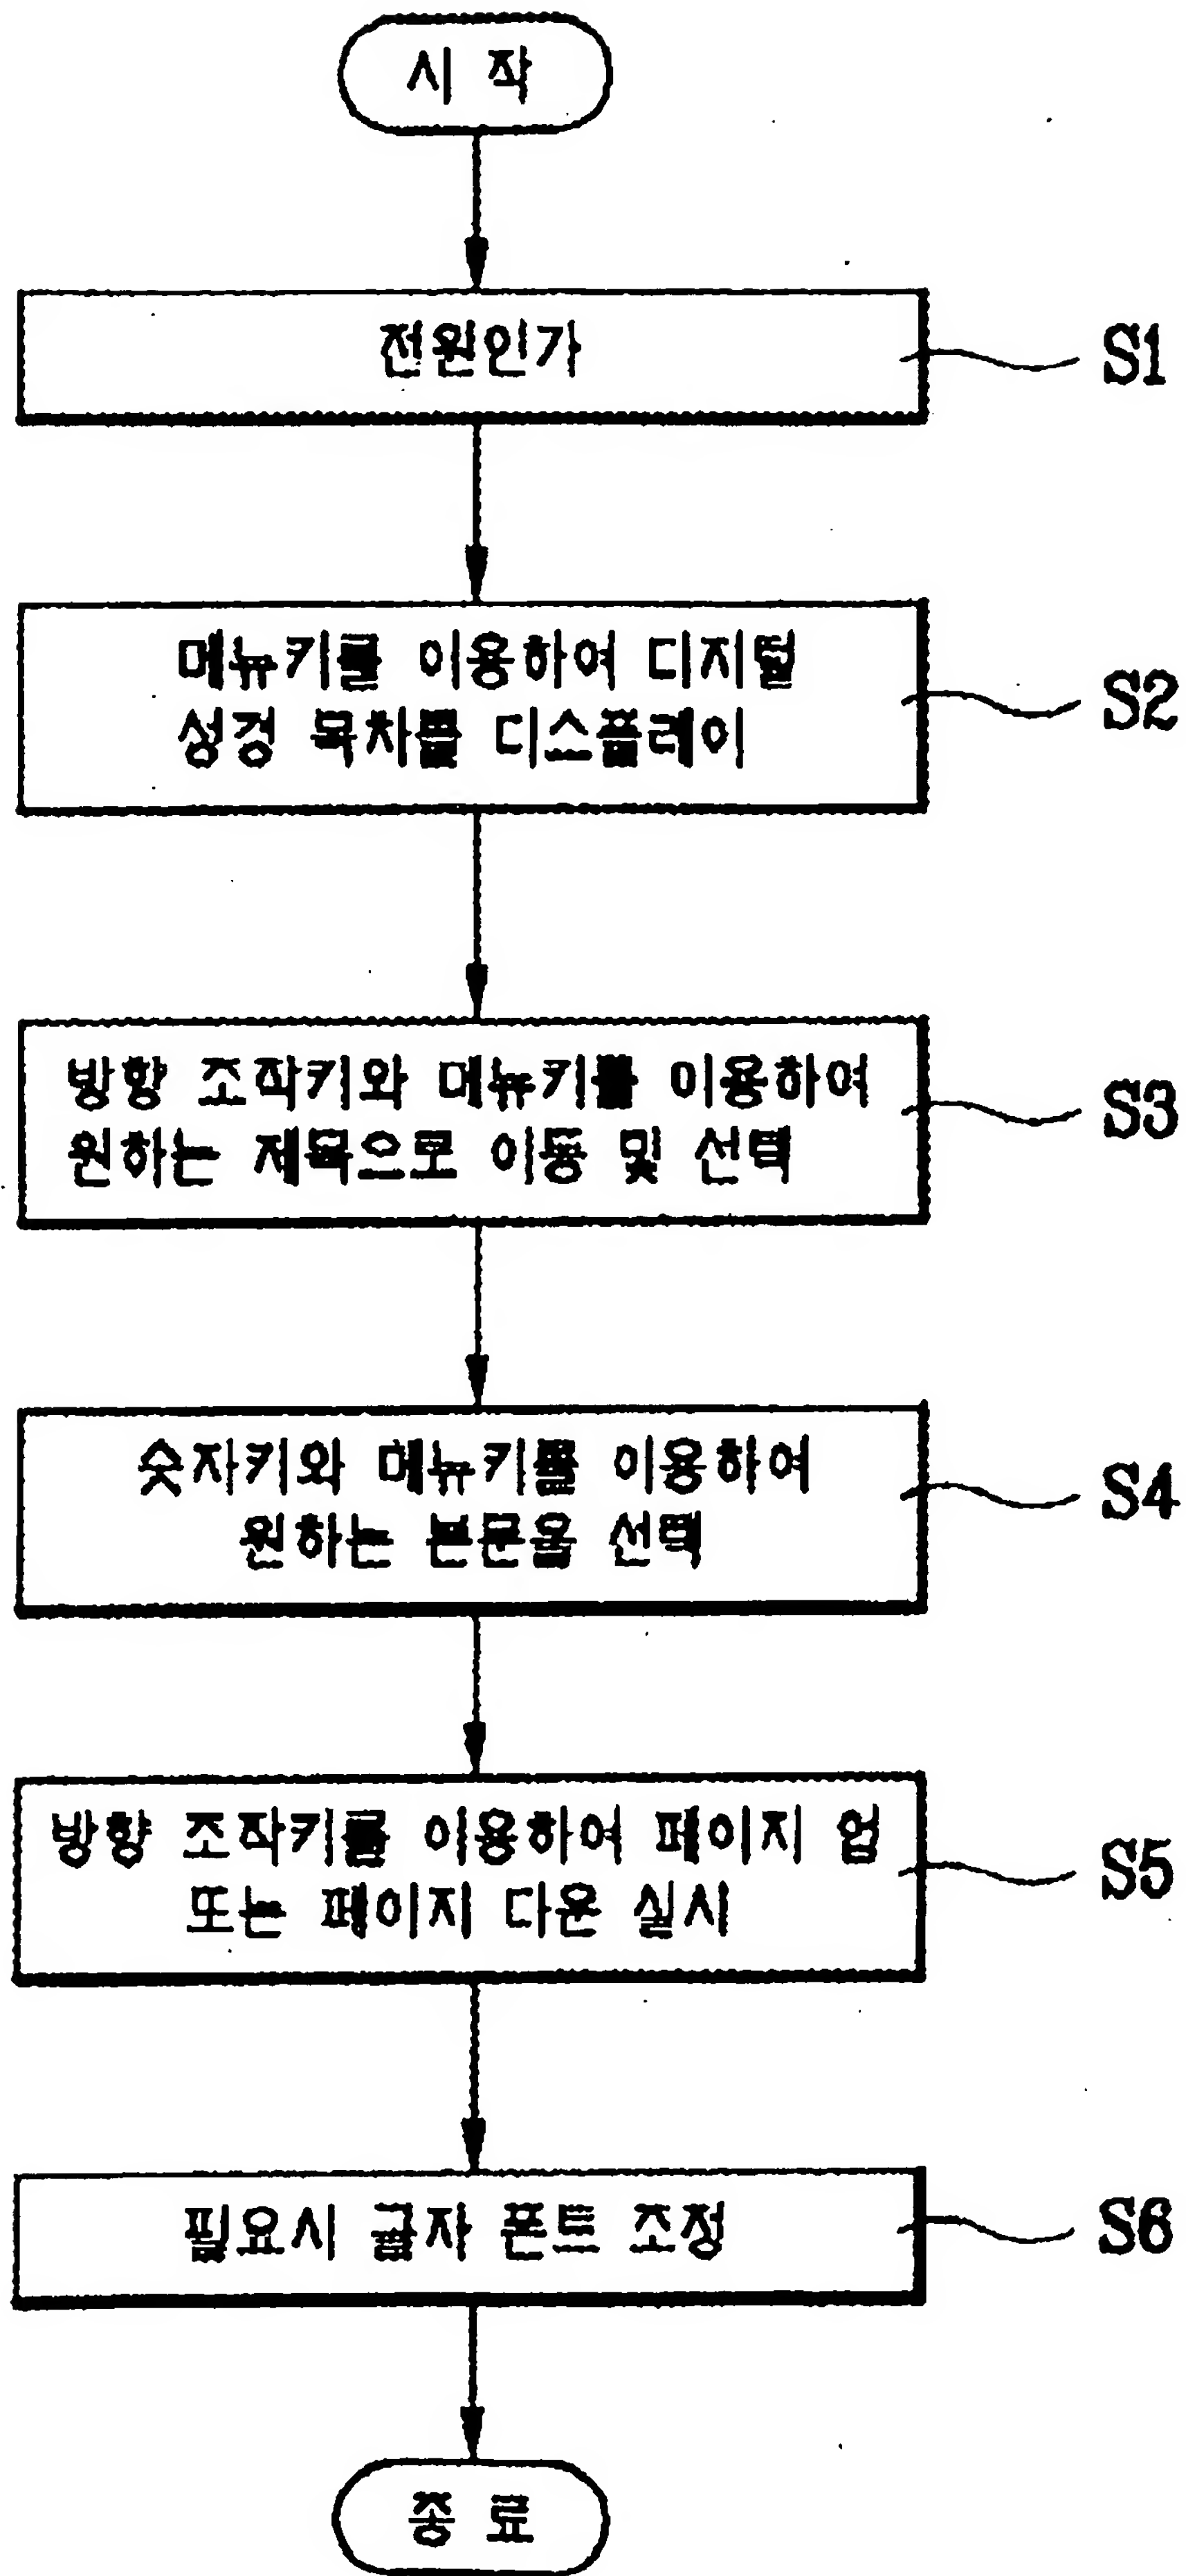 시 작
전원인가
S1
메뉴키를 이용하여 디지털
성경 목차를 디스플레이
S2
방향 조작키와 메뉴키를 이용하여
원하는 제목으로 이동 및 선택
S3
숫자키와 메뉴키를 이용하여
원하는 본문을 선택
S4
방향 조작키를 이용하여 페이지 업
또는 페이지 다운 실시
S5
필요시 글자 폰트 조정
S6
종 료